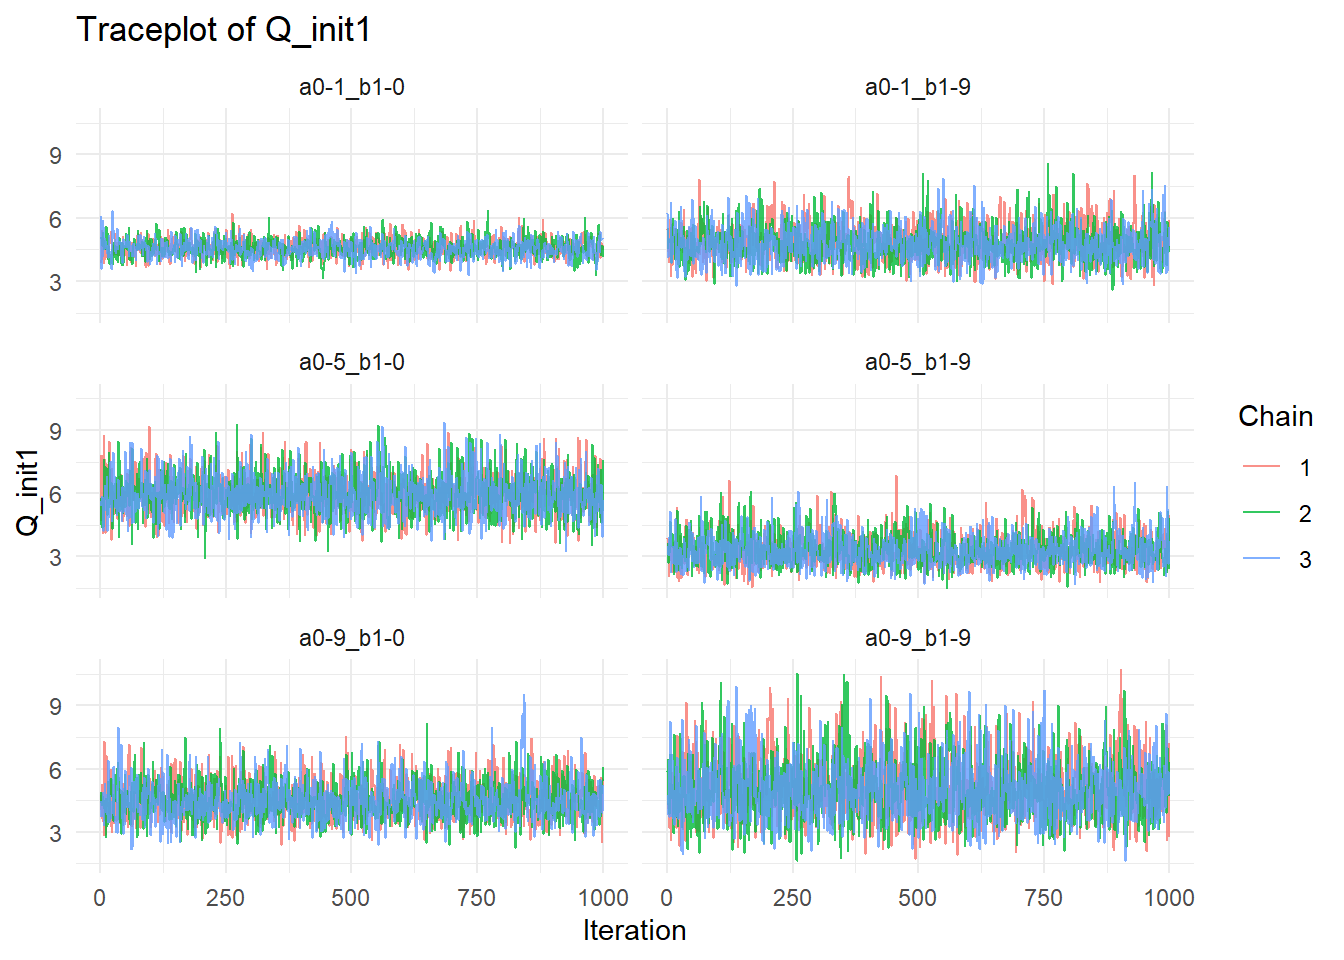 Traceplot of Q_init1
a0-1_b1-0
a0-1_b1-9
9
6
3
a0-5_b1-0
a0-5_b1-9
9
6
3
Q_init1
a0-9_b1-0
a0-9_b1-9
9
6
3
0 250 500 750 1000
0 250 500 750 1000
Iteration
Chain
1
2
3